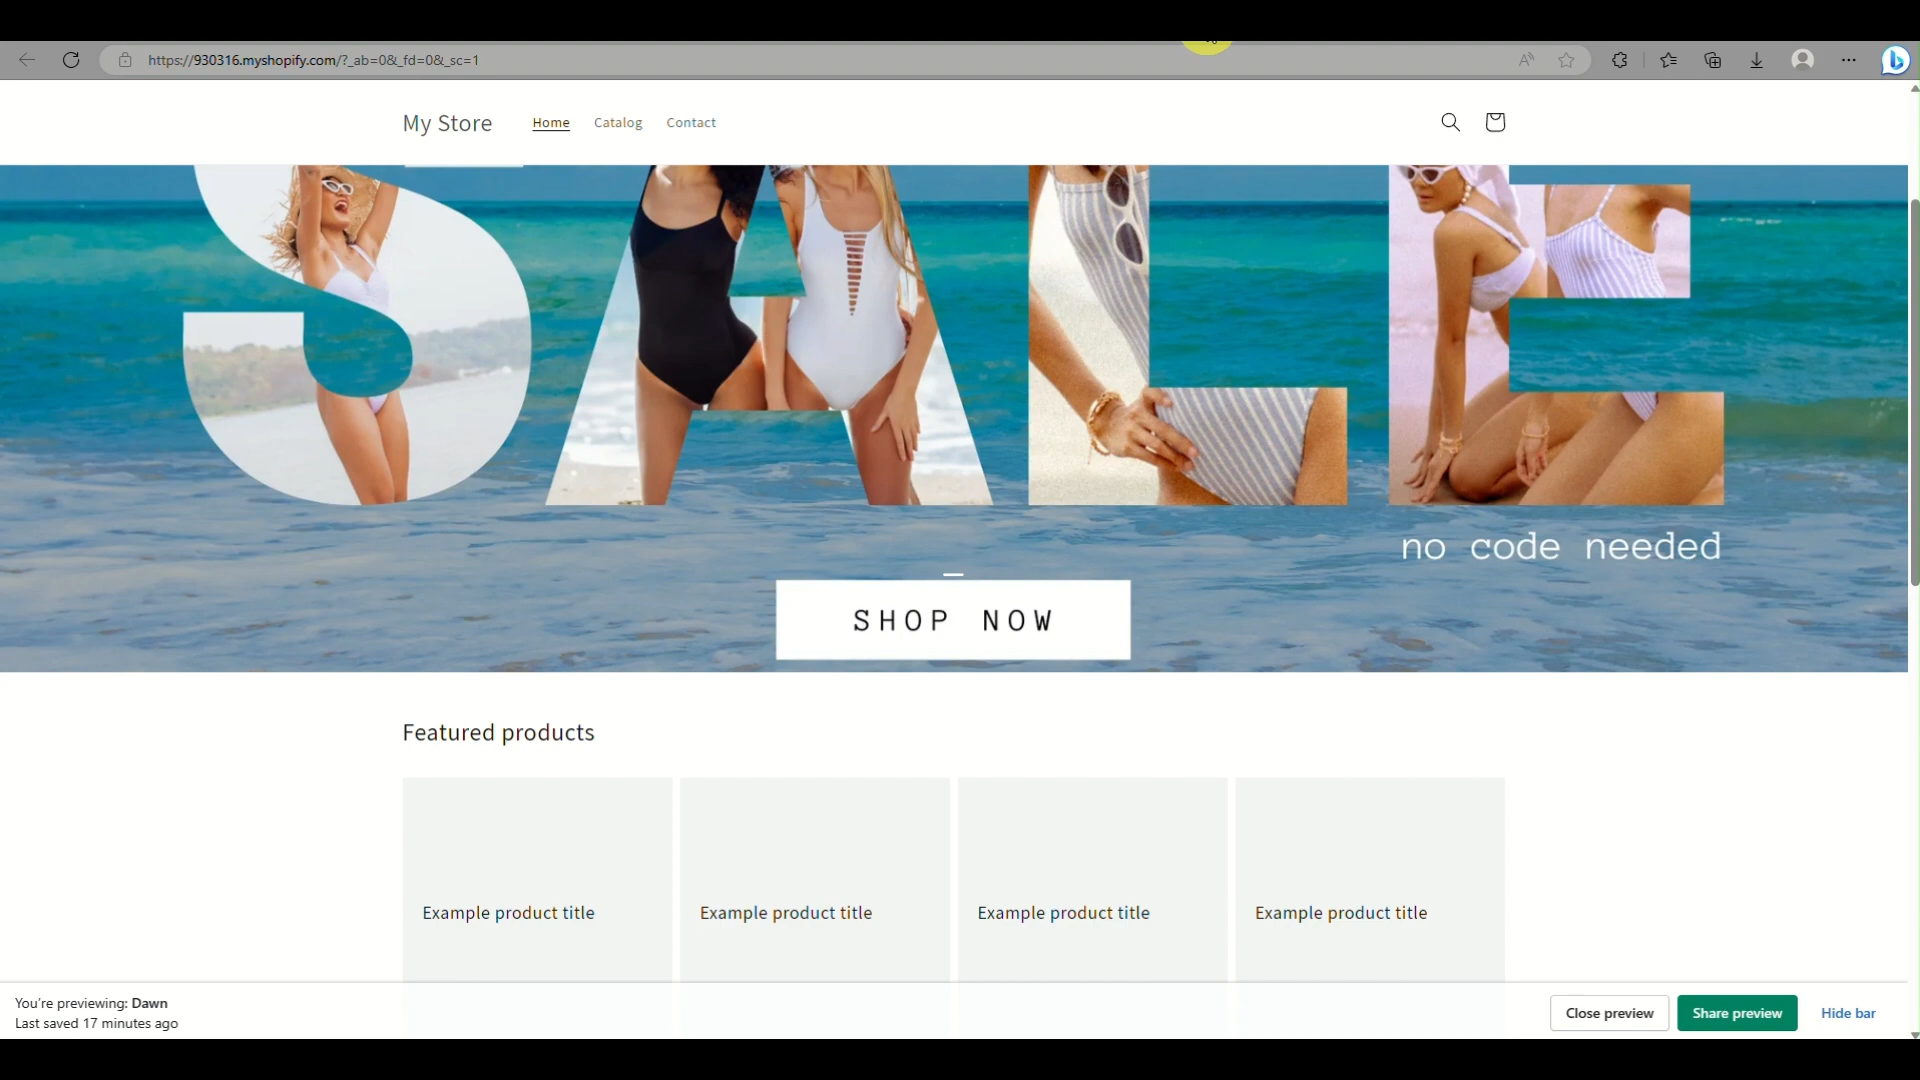 https://930316.myshopify.com/?_ab=0&_fd=0&_sc=1
My Store
Home
Catalog
Contact
SALE
no code needed
SHOP NOW
Featured products
Example product title
Example product title
Example product title
Example product title
You're previewing: Dawn
Last saved 17 minutes ago
Close preview
Share preview
Hide bar